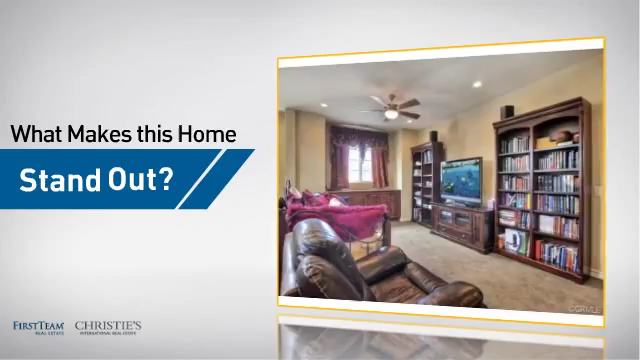 What Makes this Home
Stand Out?
FIRST TEAM®
REAL ESTATE
CHRISTIE'S
INTERNATIONAL REAL ESTATE
©CRMLS